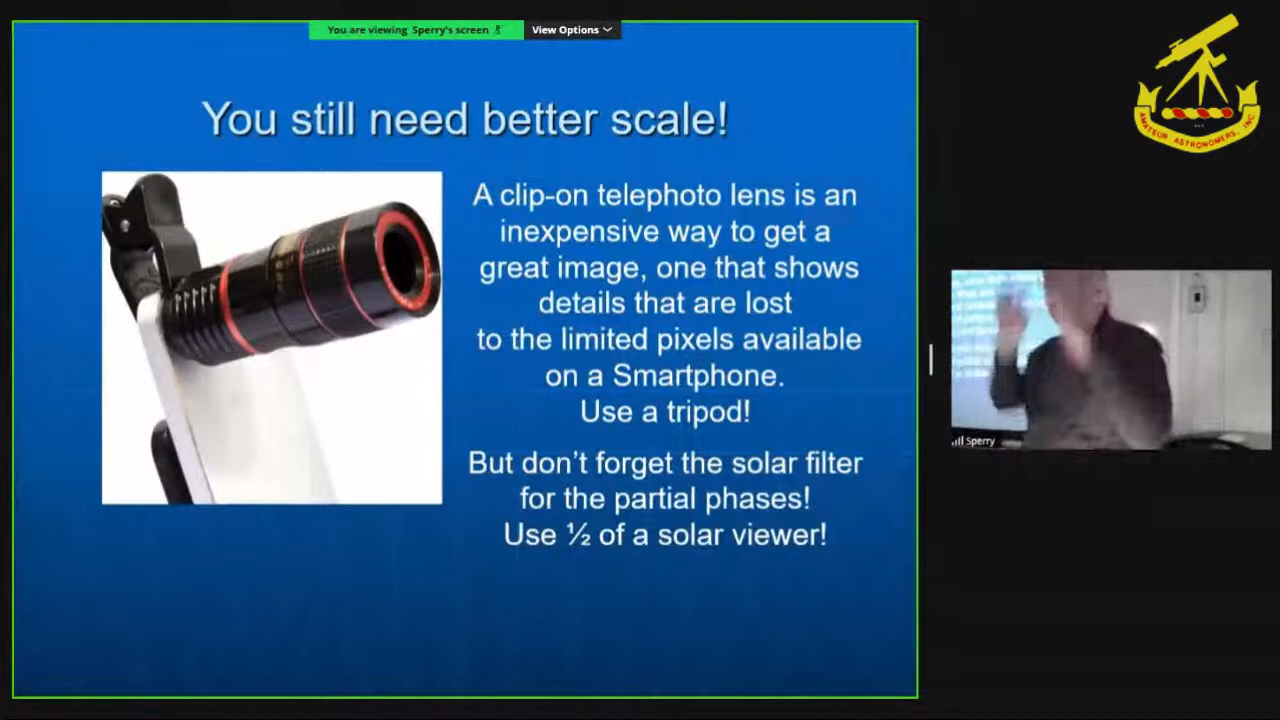 You are viewing Sperry's screen
View Options
You still need better scale!
A clip-on telephoto lens is an
inexpensive way to get a
great image, one that shows
details that are lost
to the limited pixels available
on a Smartphone.
Use a tripod!
But don't forget the solar filter
for the partial phases!
Use ½ of a solar viewer!
AMATEUR ASTRONOMERS, INC.
Sperry